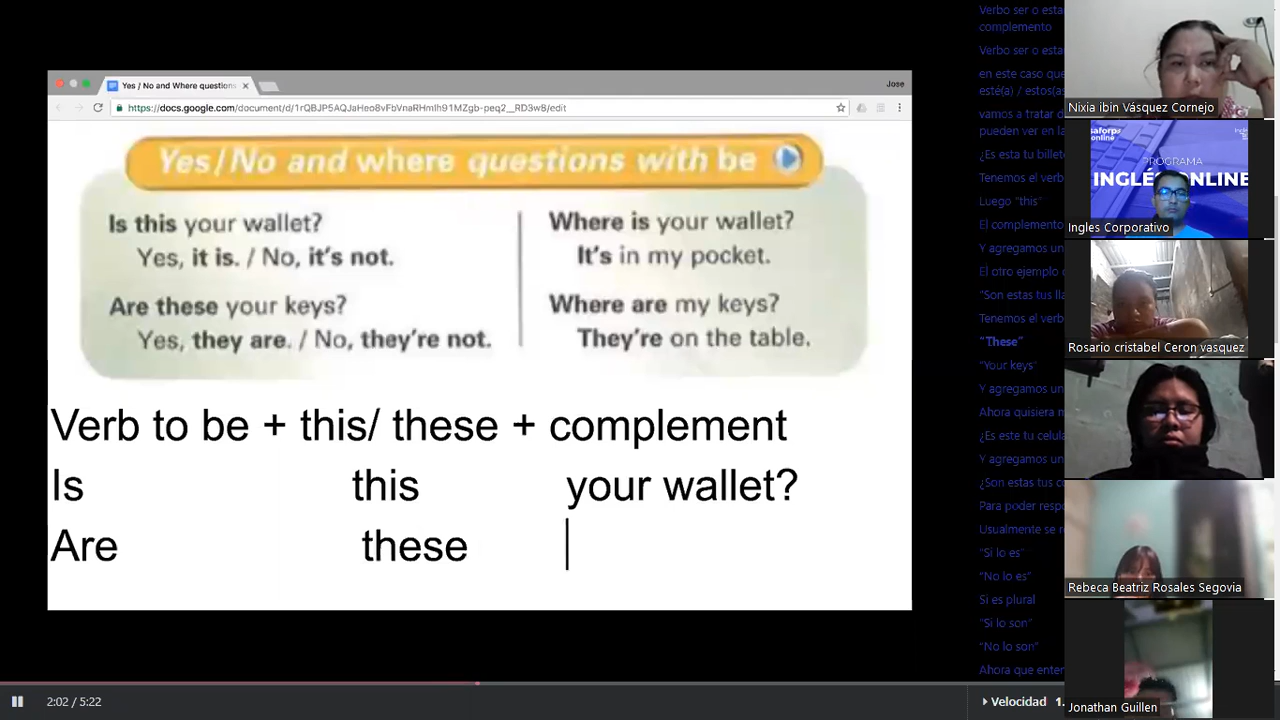 Yes / No and Where questions
Jose
https://docs.google.com/document/d/1rQBJP5AQJaHeo8vFbVnaRHmIh91MZgb-peq2__RD3w8/edit
Yes/No and where questions with be
Is this your wallet?
Yes, it is. / No, it's not.
Are these your keys?
Yes, they are. / No, they're not.
Where is your wallet?
It's in my pocket.
Where are my keys?
They're on the table.
Verb to be + this/ these + complement
Is this your wallet?
Are these
2:02 / 5:22
Velocidad 1.
Verbo ser o esta
complemento
Verbo ser o esta
en este caso que
esté(a) / estos(as
vamos a tratar d
pueden ver en la
¿Es esta tu billet
Tenemos el verb
Luego "this"
El complemento
Y agregamos un
El otro ejemplo
"Son estas tus lla
Tenemos el verb
"These"
"Your keys"
Y agregamos un
Ahora quisiera m
¿Es este tu celula
Y agregamos un
¿Son estas tus c
Para poder resp
Usualmente se r
"Si lo es"
"No lo es"
Si es plural
"Si lo son"
"No lo son"
Ahora que enten
Nixia ibin Vásquez Cornejo
PROGRAMA
INGLÉS ONLINE
Ingles Corporativo
Rosario cristabel Ceron vasquez
Rebeca Beatriz Rosales Segovia
Jonathan Guillen